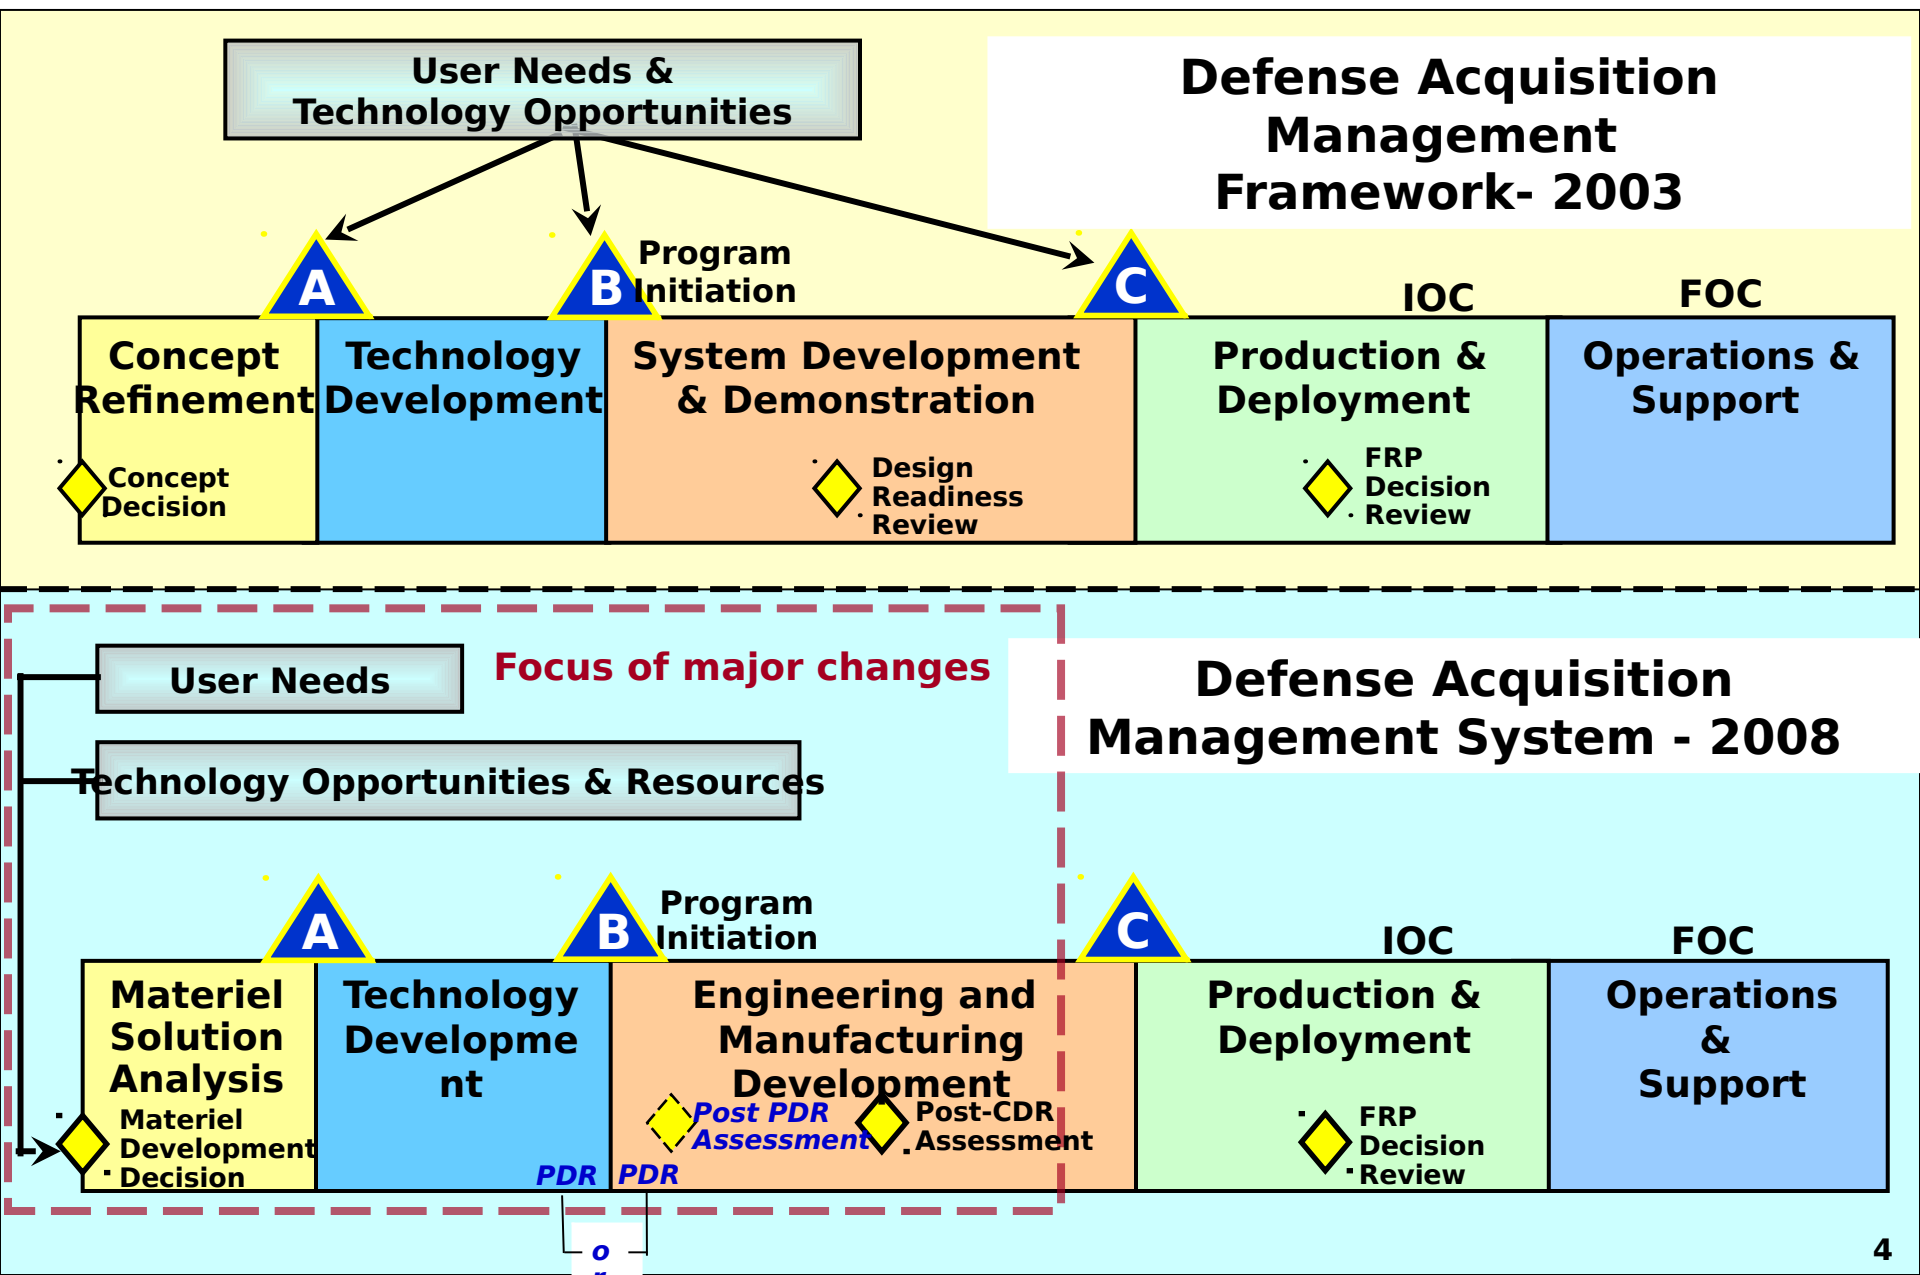 User Needs &
Technology Opportunities
Defense Acquisition
Management
Framework- 2003
A
B
Program
Initiation
C
IOC
FOC
Concept
Refinement
Technology
Development
System Development
& Demonstration
Production &
Deployment
Operations &
Support
Concept
Decision
Design
Readiness
Review
FRP
Decision
Review
User Needs
Focus of major changes
Defense Acquisition
Management System - 2008
Technology Opportunities & Resources
A
B
Program
Initiation
C
IOC
FOC
Materiel
Solution
Analysis
Technology
Developme
nt
Engineering and
Manufacturing
Development
Production &
Deployment
Operations
&
Support
Materiel
Development
Decision
Post PDR
Assessment
Post-CDR
Assessment
FRP
Decision
Review
PDR
PDR
o
r
4